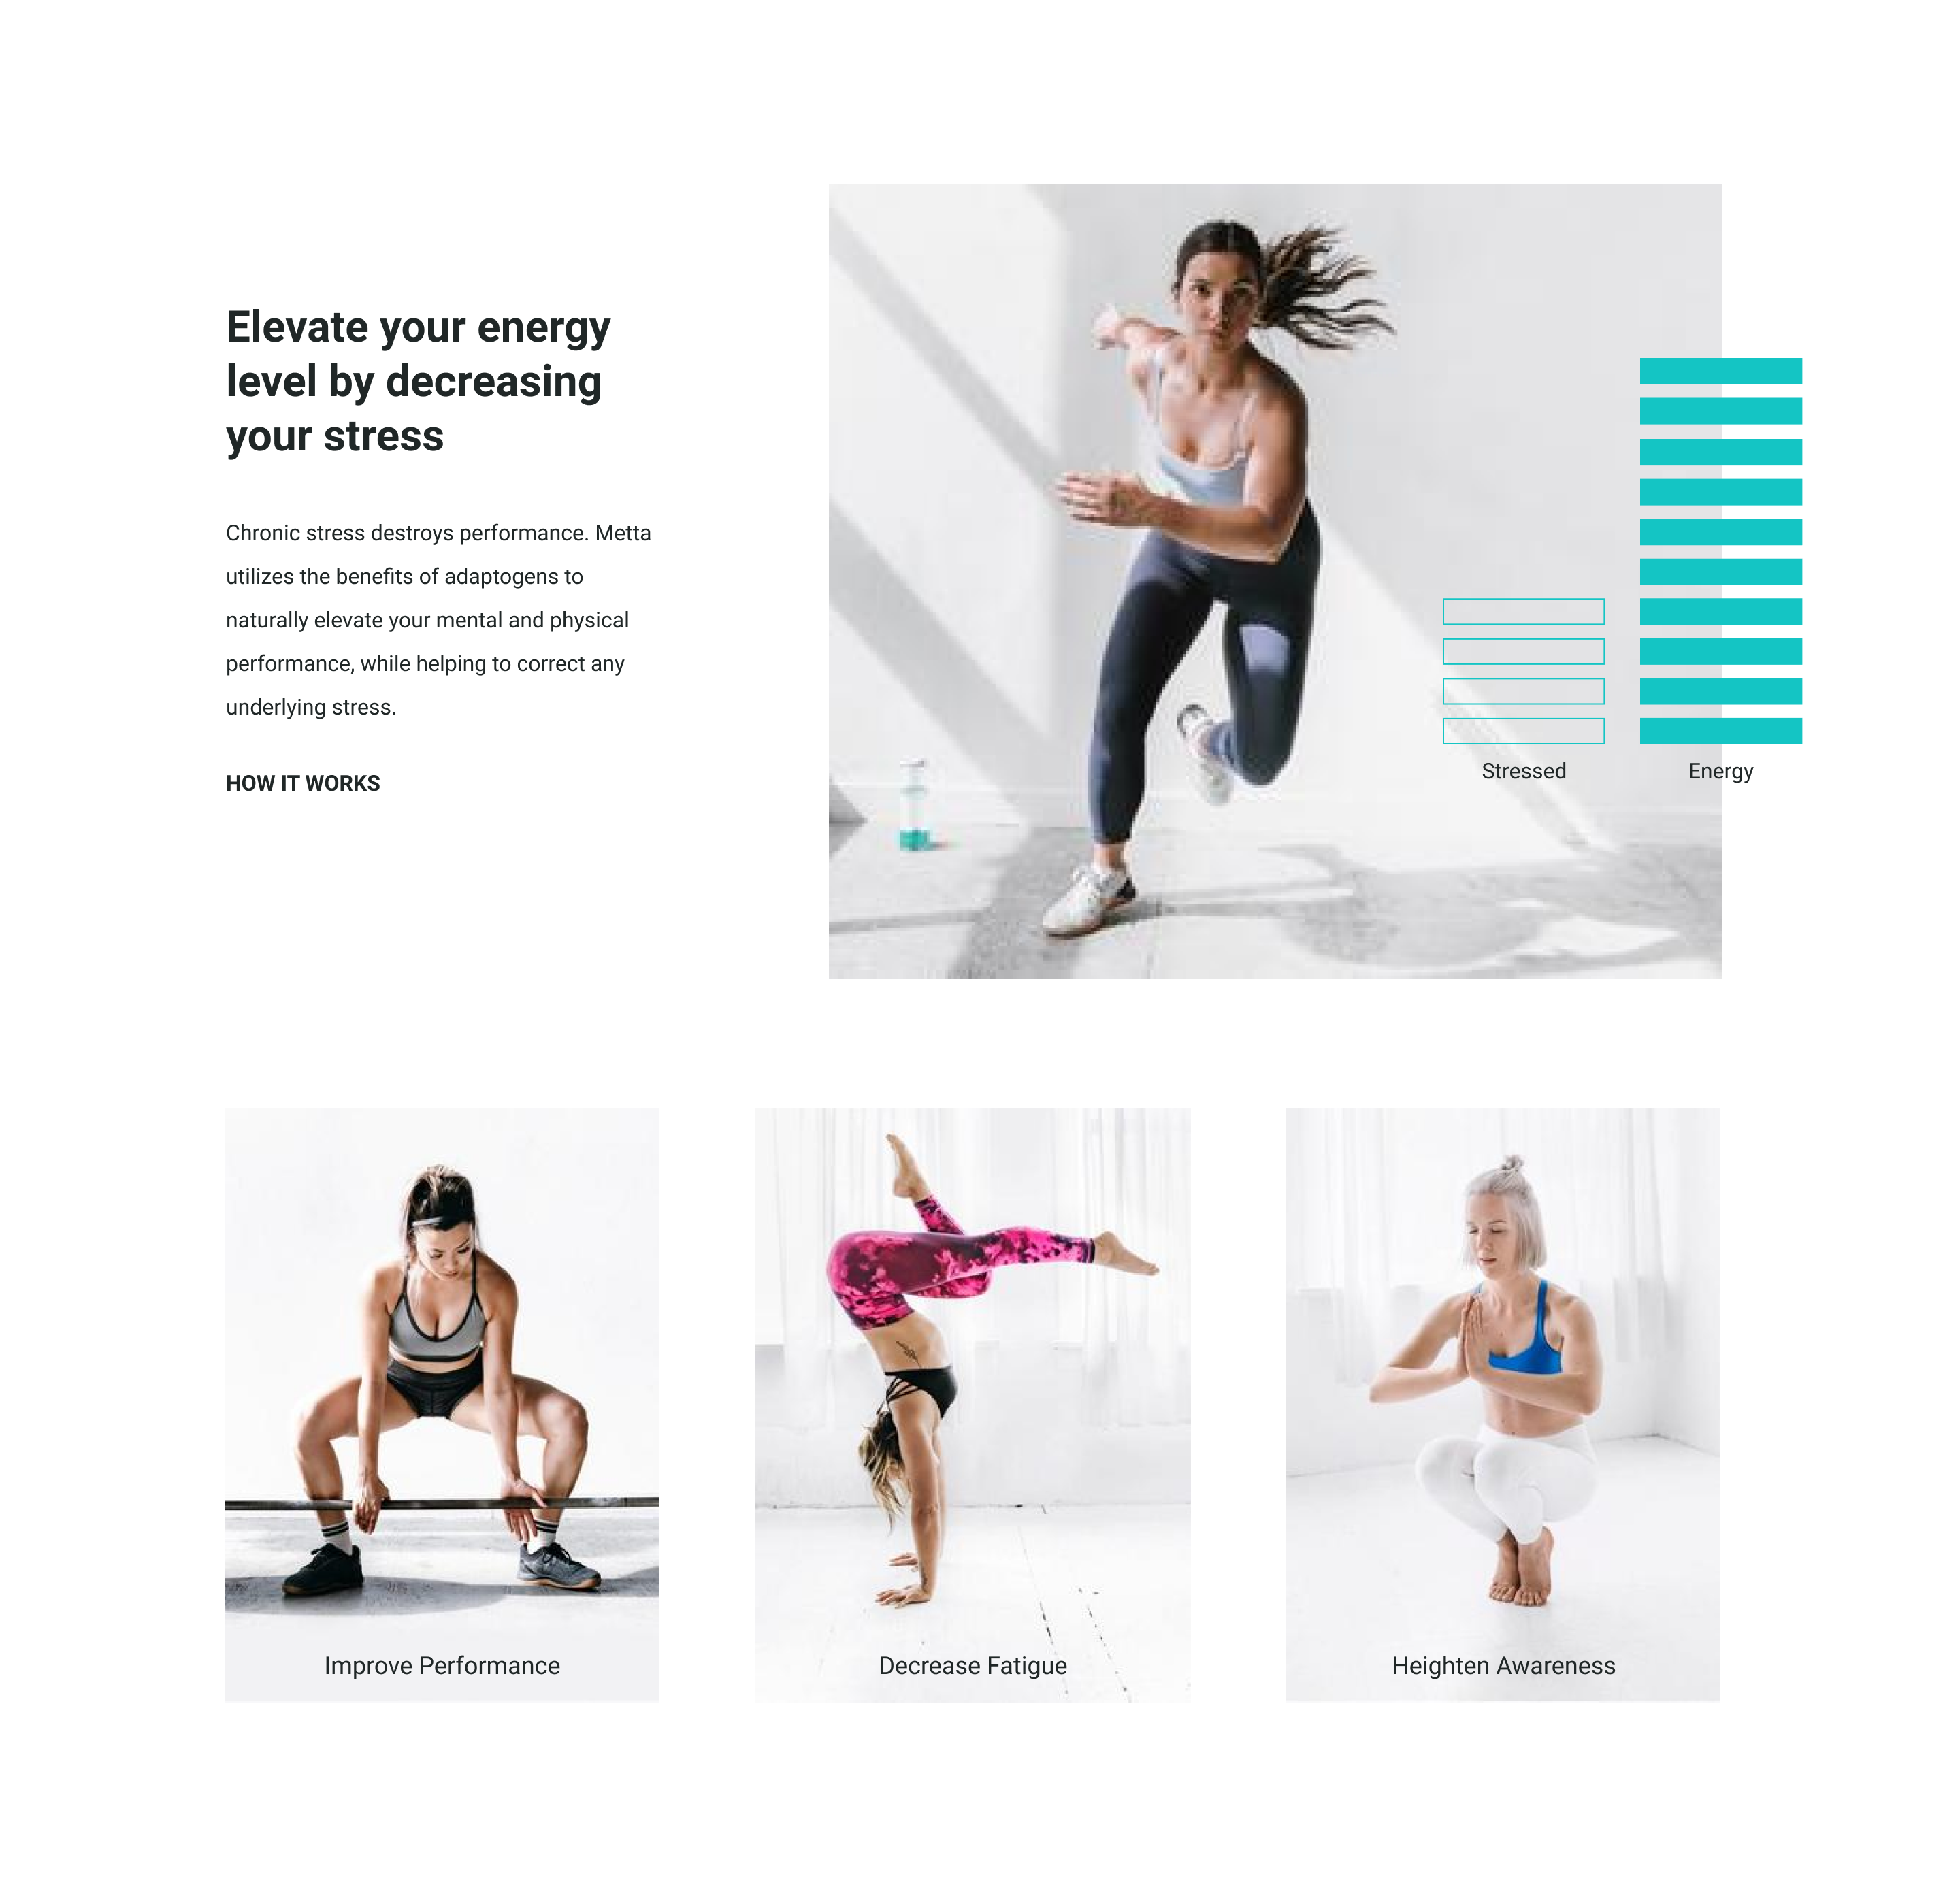 Elevate your energy
level by decreasing
your stress
Chronic stress destroys performance. Metta
utilizes the benefits of adaptogens to
naturally elevate your mental and physical
performance, while helping to correct any
underlying stress.
HOW IT WORKS
Stressed
Energy
Improve Performance
Decrease Fatigue
Heighten Awareness